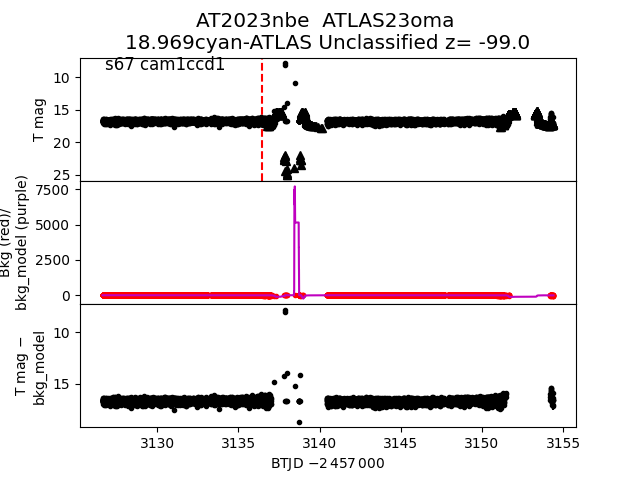 AT2023nbe  ATLAS23oma
18.969cyan-ATLAS Unclassified z= -99.0
s67 cam1ccd1
10
15
20
25
T mag
7500
5000
2500
0
Bkg (red)/
bkg_model (purple)
10
15
T mag −
bkg_model
3130
3135
3140
3145
3150
3155
BTJD −2 457 000